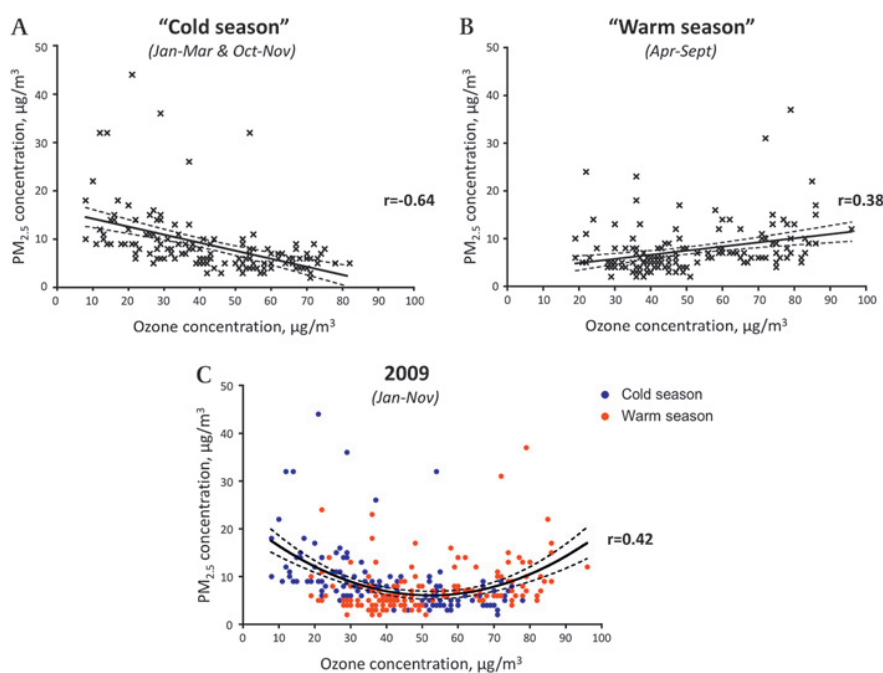 A
"Cold season"
(Jan-Mar & Oct-Nov)
PM2.5 concentration, µg/m³
50
40
30
20
10
0
0 10 20 30 40 50 60 70 80 90 100
r=-0.64
Ozone concentration, µg/m³
B
"Warm season"
(Apr-Sept)
PM2.5 concentration, µg/m³
50
40
30
20
10
0
0 10 20 30 40 50 60 70 80 90 100
r=0.38
Ozone concentration, µg/m³
C
2009
(Jan-Nov)
PM2.5 concentration, µg/m³
50
40
30
20
10
0
0 10 20 30 40 50 60 70 80 90 100
Cold season
Warm season
r=0.42
Ozone concentration, µg/m³